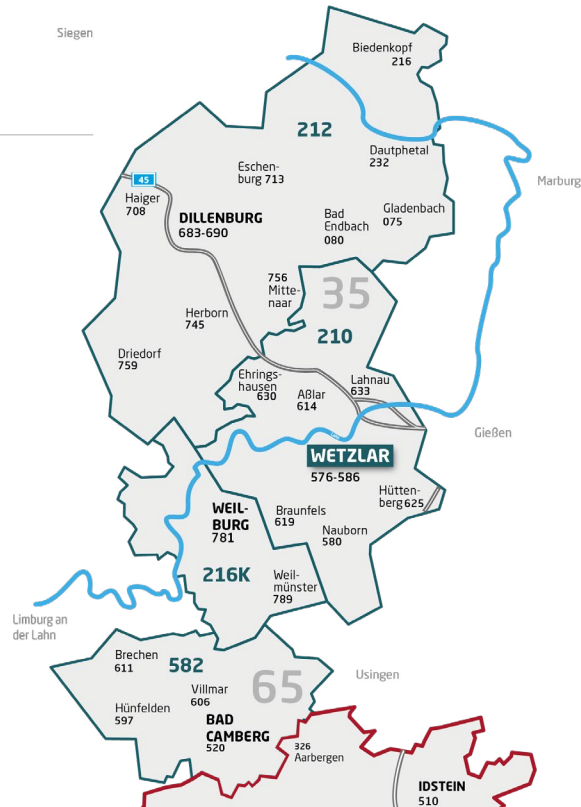 Siegen
Biedenkopf
216
212
Dautphetal
232
Eschen-
burg 713
Marburg
45
Haiger
708
DILLENBURG
683-690
Bad
Endbach
080
Gladenbach
075
756
Mitte-
naar
35
210
Herborn
745
Driedorf
759
Ehrings-
hausen
630
Aßlar
614
Lahnau
633
Gießen
WETZLAR
576-586
Hütten-
berg 625
WEIL-
BURG
781
Braunfels
619
Nauborn
580
216K
Weil-
münster
789
Limburg an
der Lahn
Brechen
611
582
65
Usingen
Villmar
606
Hünfelden
597
BAD
CAMBERG
520
326
Aarbergen
IDSTEIN
510